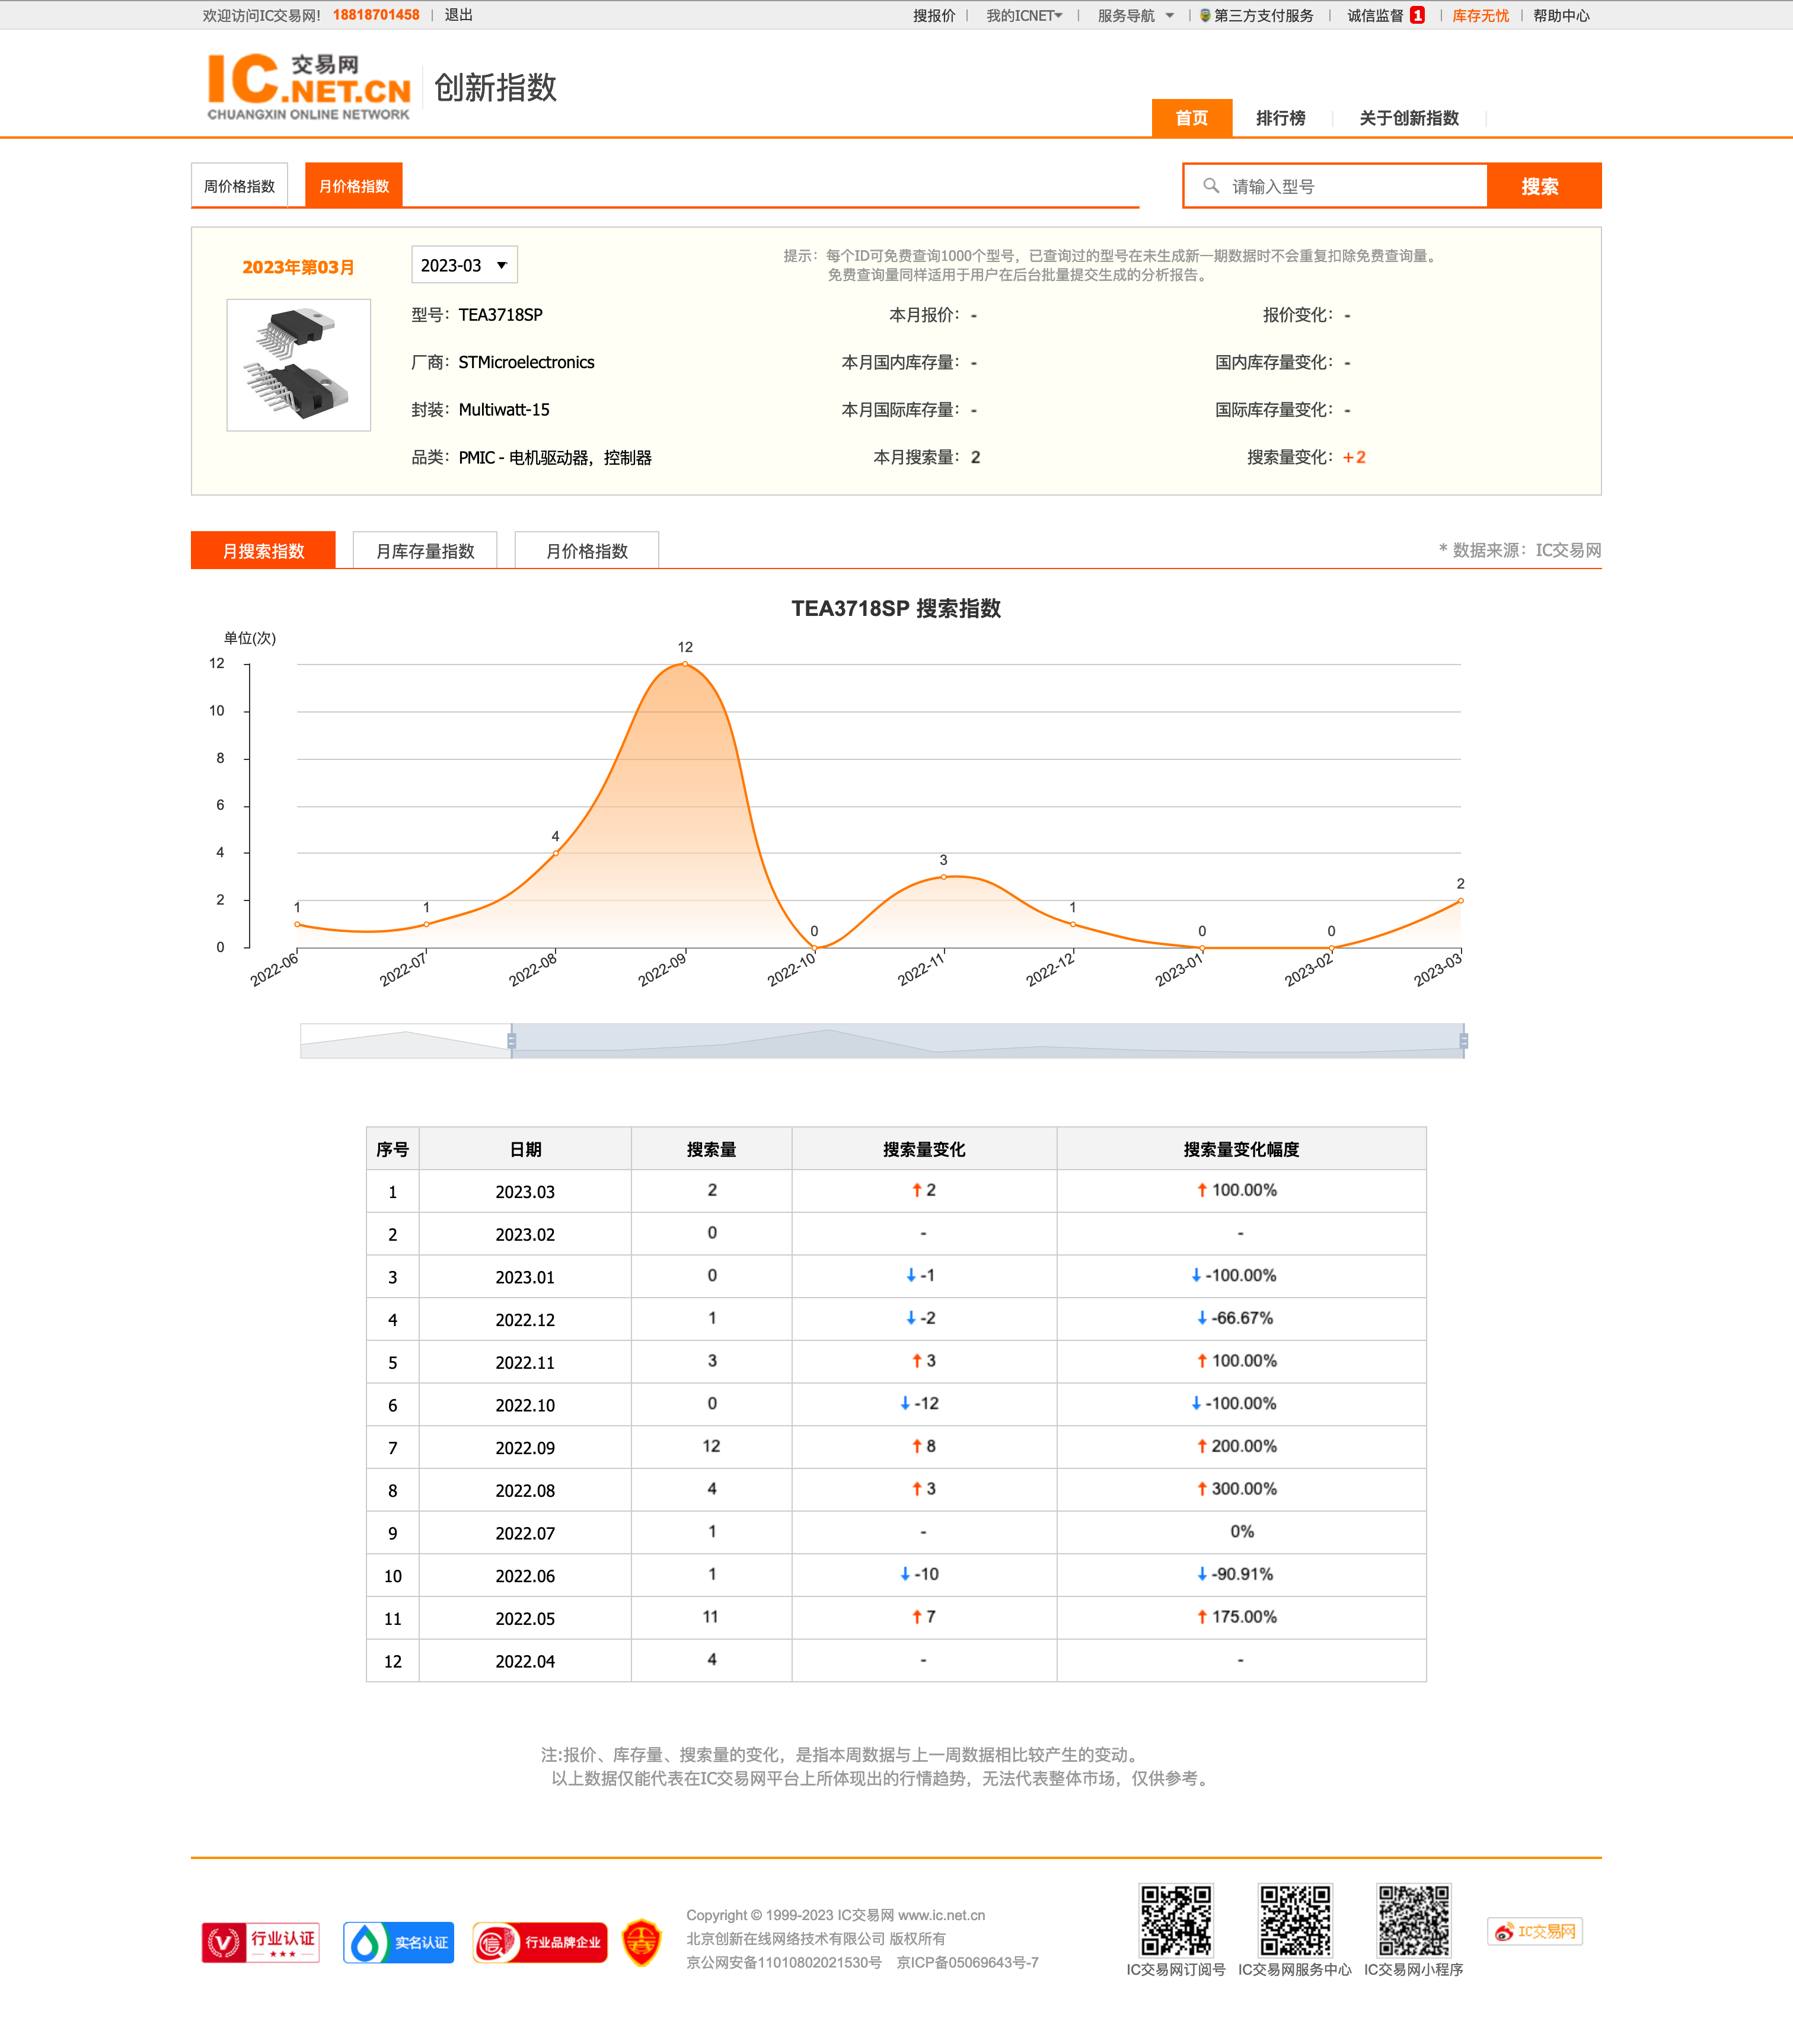 欢迎访问IC交易网! 18818701458 | 退出
搜报价 | 我的ICNET | 服务导航 | 第三方支付服务 | 诚信监督 1 | 库存无忧 | 帮助中心
IC.NET.CN 交易网
CHUANGXIN ONLINE NETWORK
创新指数
首页 排行榜 关于创新指数
周价格指数 月价格指数
请输入型号 搜索
2023年第03月 2023-03
提示：每个ID可免费查询1000个型号，已查询过的型号在未生成新一期数据时不会重复扣除免费查询量。
免费查询量同样适用于用户在后台批量提交生成的分析报告。
型号：TEA3718SP 本月报价：- 报价变化：-
厂商：STMicroelectronics 本月国内库存量：- 国内库存量变化：-
封装：Multiwatt-15 本月国际库存量：- 国际库存量变化：-
品类：PMIC - 电机驱动器，控制器 本月搜索量：2 搜索量变化：+2
月搜索指数 月库存量指数 月价格指数
* 数据来源：IC交易网
TEA3718SP 搜索指数
单位(次)
12
10
8
6
4
2
0
1 1 4 12 0 3 1 0 0 2
2022-06 2022-07 2022-08 2022-09 2022-10 2022-11 2022-12 2023-01 2023-02 2023-03
序号 日期 搜索量 搜索量变化 搜索量变化幅度
1 2023.03 2 ↑2 ↑100.00%
2 2023.02 0 - -
3 2023.01 0 ↓-1 ↓-100.00%
4 2022.12 1 ↓-2 ↓-66.67%
5 2022.11 3 ↑3 ↑100.00%
6 2022.10 0 ↓-12 ↓-100.00%
7 2022.09 12 ↑8 ↑200.00%
8 2022.08 4 ↑3 ↑300.00%
9 2022.07 1 - 0%
10 2022.06 1 ↓-10 ↓-90.91%
11 2022.05 11 ↑7 ↑175.00%
12 2022.04 4 - -
注:报价、库存量、搜索量的变化，是指本周数据与上一周数据相比较产生的变动。
以上数据仅能代表在IC交易网平台上所体现出的行情趋势，无法代表整体市场，仅供参考。
行业认证
实名认证
行业品牌企业
Copyright © 1999-2023 IC交易网 www.ic.net.cn
北京创新在线网络技术有限公司 版权所有
京公网安备11010802021530号 京ICP备05069643号-7
IC交易网订阅号 IC交易网服务中心 IC交易网小程序
IC交易网